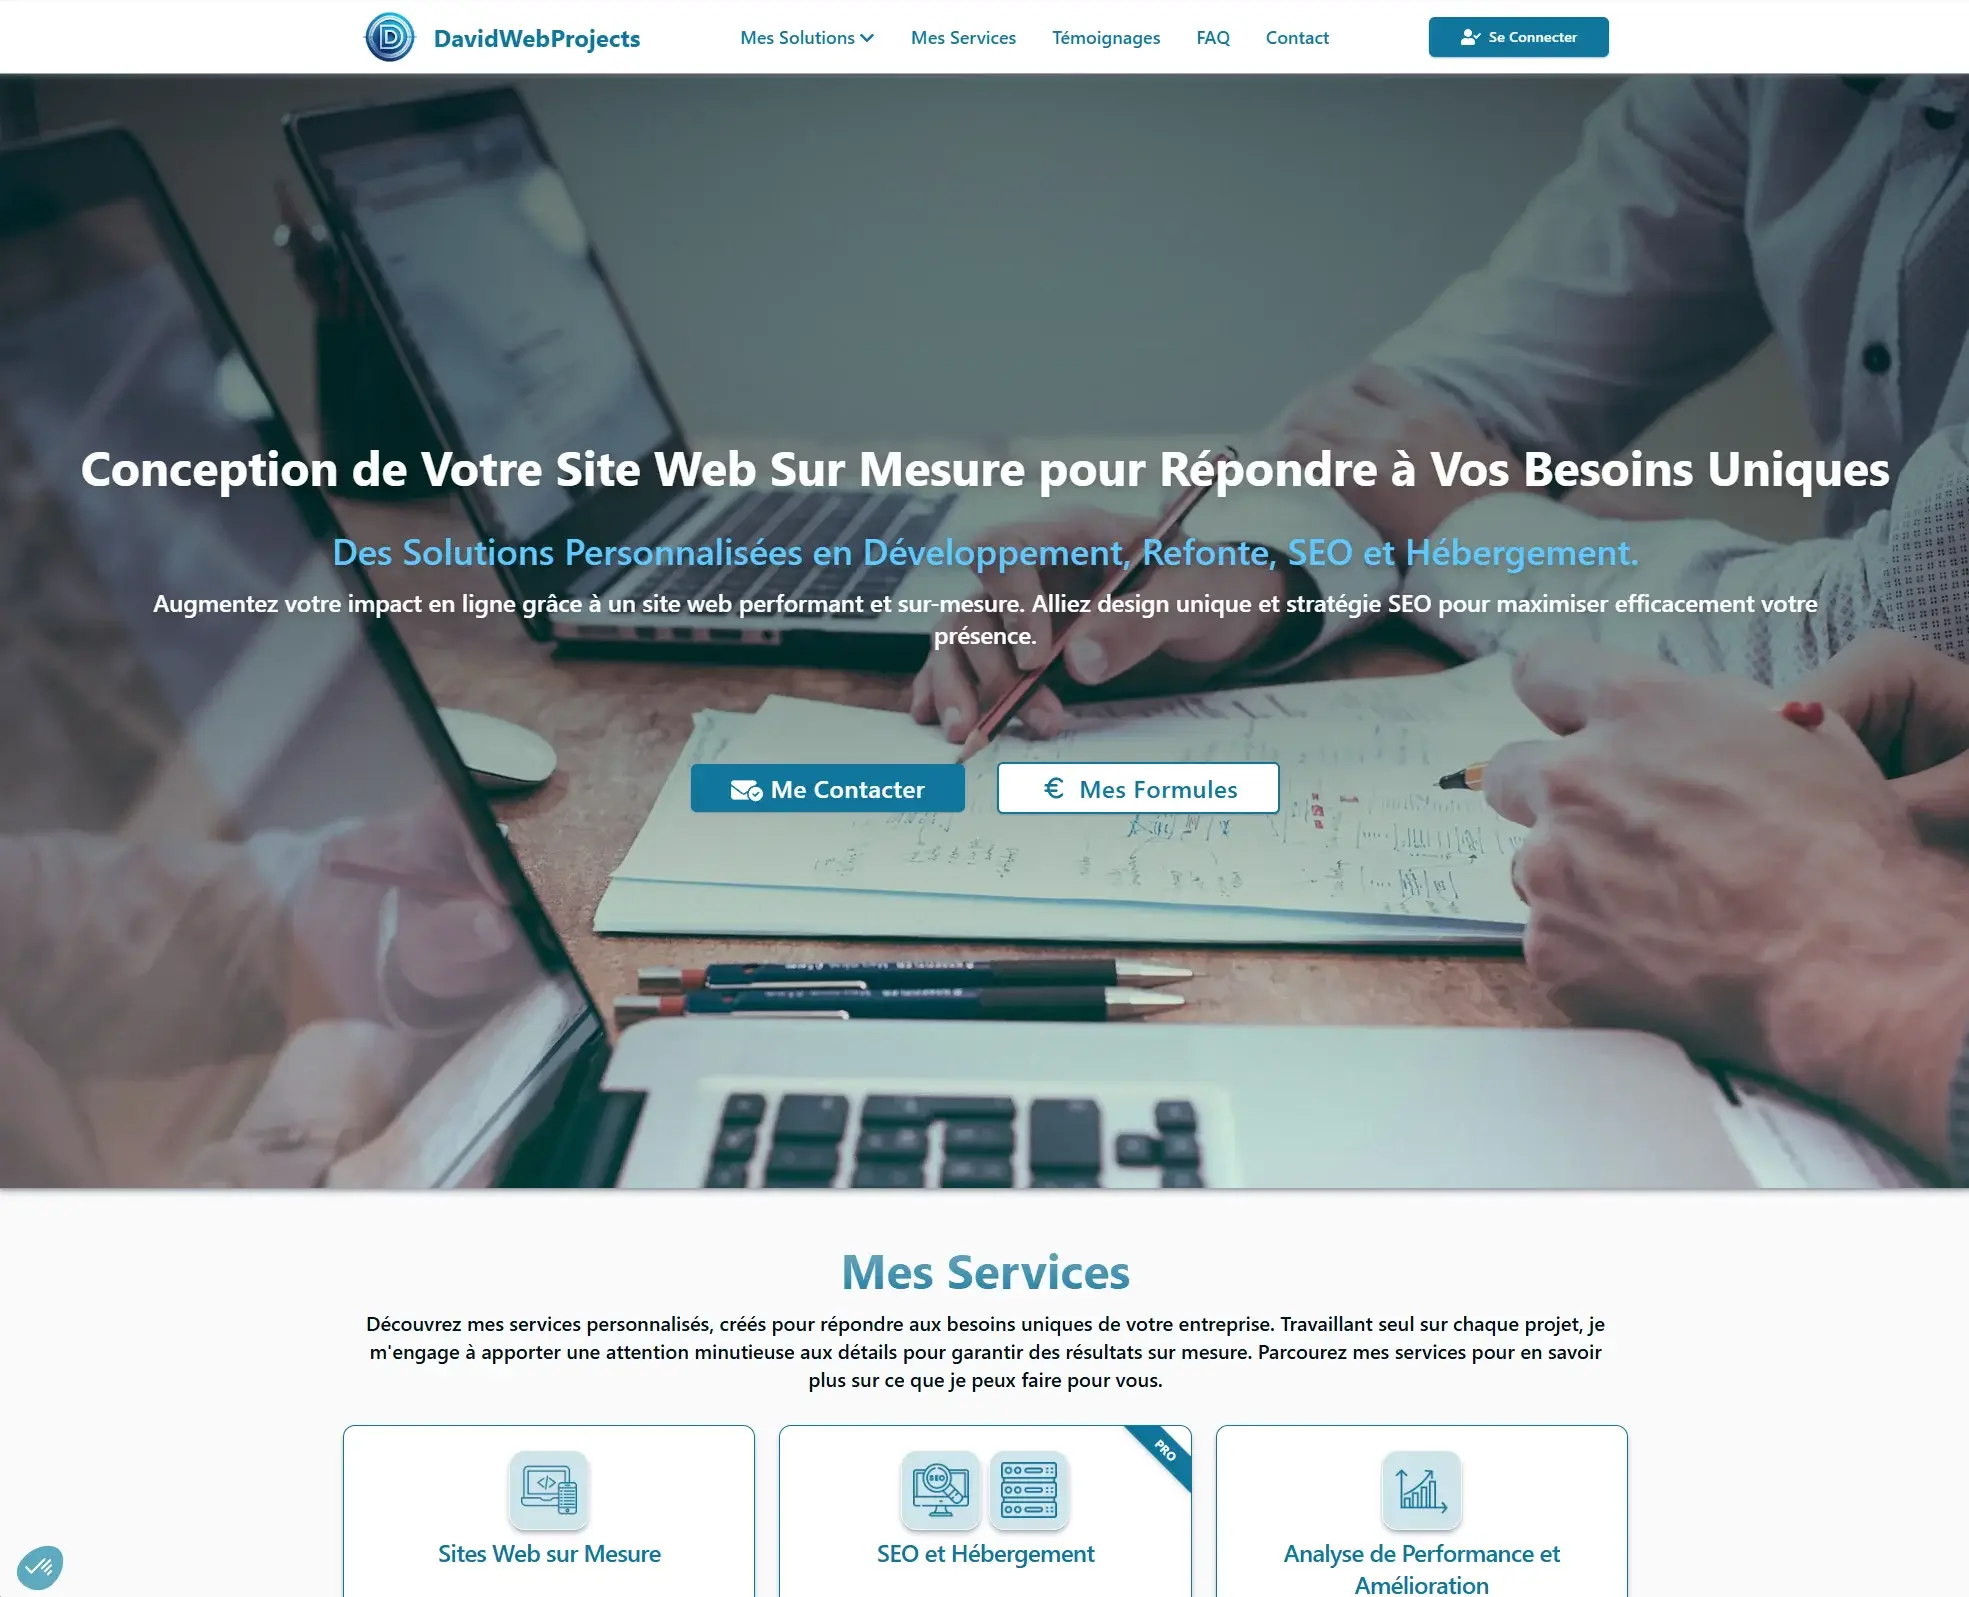 DavidWebProjects
Mes Solutions
Mes Services
Témoignages
FAQ
Contact
Se Connecter
Conception de Votre Site Web Sur Mesure pour Répondre à Vos Besoins Uniques
Des Solutions Personnalisées en Développement, Refonte, SEO et Hébergement.
Augmentez votre impact en ligne grâce à un site web performant et sur-mesure. Alliez design unique et stratégie SEO pour maximiser efficacement votre
présence.
Me Contacter
€ Mes Formules
Mes Services
Découvrez mes services personnalisés, créés pour répondre aux besoins uniques de votre entreprise. Travaillant seul sur chaque projet, je
m'engage à apporter une attention minutieuse aux détails pour garantir des résultats sur mesure. Parcourez mes services pour en savoir
plus sur ce que je peux faire pour vous.
PRO
SEO
Sites Web sur Mesure
SEO et Hébergement
Analyse de Performance et
Amélioration